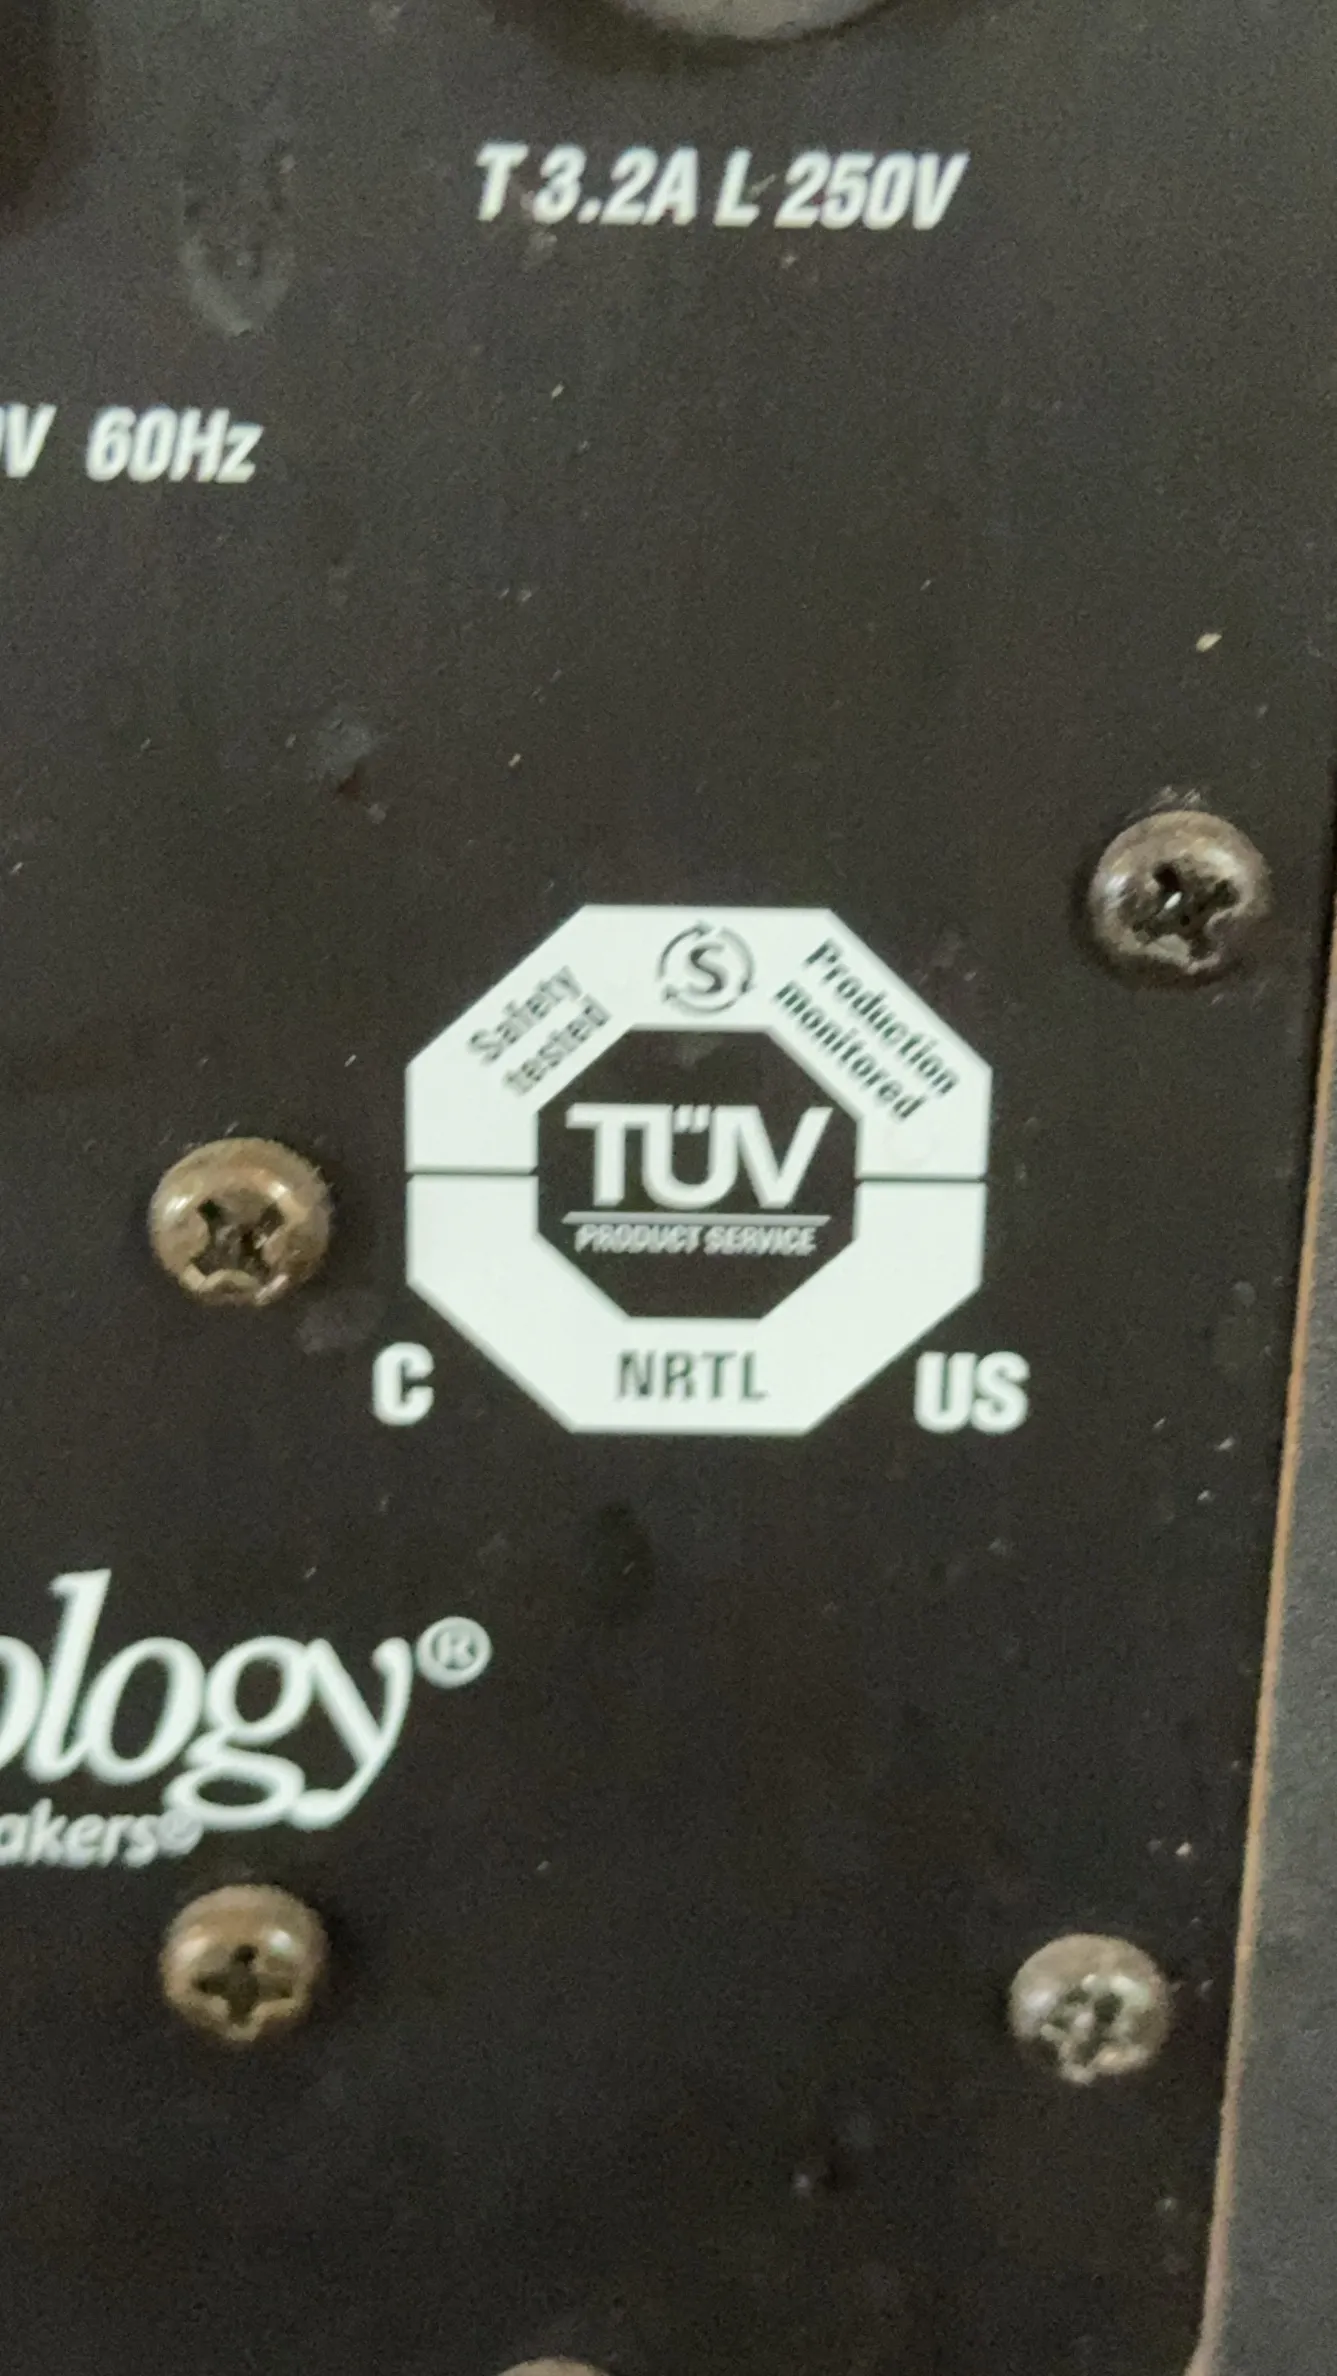 T 3.2A L 250V
V 60Hz
S
Safety
tested
Production
monitored
TÜV
PRODUCT SERVICE
NRTL
C US
ology®
akers®